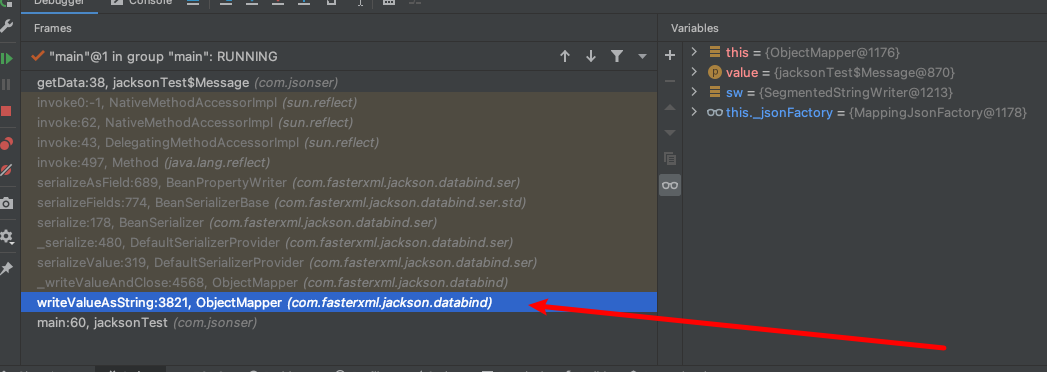 Debugger Console
Frames Variables
"main"@1 in group "main": RUNNING
getData:38, jacksonTest$Message (com.jsonser)
invoke0:-1, NativeMethodAccessorImpl (sun.reflect)
invoke:62, NativeMethodAccessorImpl (sun.reflect)
invoke:43, DelegatingMethodAccessorImpl (sun.reflect)
invoke:497, Method (java.lang.reflect)
serializeAsField:689, BeanPropertyWriter (com.fasterxml.jackson.databind.ser)
serializeFields:774, BeanSerializerBase (com.fasterxml.jackson.databind.ser.std)
serialize:178, BeanSerializer (com.fasterxml.jackson.databind.ser)
_serialize:480, DefaultSerializerProvider (com.fasterxml.jackson.databind.ser)
serializeValue:319, DefaultSerializerProvider (com.fasterxml.jackson.databind.ser)
_writeValueAndClose:4568, ObjectMapper (com.fasterxml.jackson.databind)
writeValueAsString:3821, ObjectMapper (com.fasterxml.jackson.databind)
main:60, jacksonTest (com.jsonser)
this = {ObjectMapper@1176}
p value = {jacksonTest$Message@870}
sw = {SegmentedStringWriter@1213}
this._jsonFactory = {MappingJsonFactory@1178}